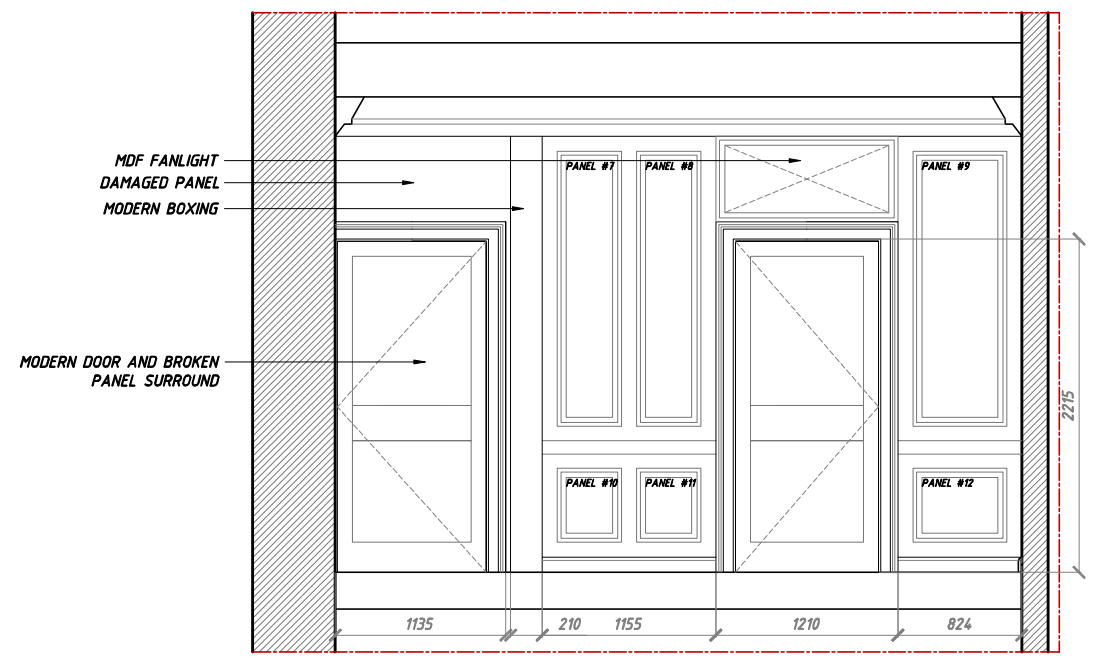 MDF FANLIGHT
DAMAGED PANEL
MODERN BOXING
MODERN DOOR AND BROKEN
PANEL SURROUND
PANEL #7
PANEL #8
PANEL #9
PANEL #10
PANEL #11
PANEL #12
2215
1135
210
1155
1210
824